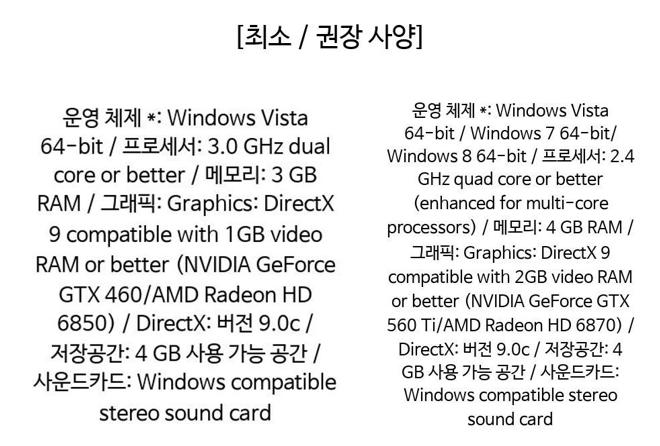 [최소 / 권장 사양]
운영 체제 *: Windows Vista
64-bit / 프로세서: 3.0 GHz dual
core or better / 메모리: 3 GB
RAM / 그래픽: Graphics: DirectX
9 compatible with 1GB video
RAM or better (NVIDIA GeForce
GTX 460/AMD Radeon HD
6850) / DirectX: 버전 9.0c /
저장공간: 4 GB 사용 가능 공간 /
사운드카드: Windows compatible
stereo sound card
운영 체제 *: Windows Vista
64-bit / Windows 7 64-bit/
Windows 8 64-bit / 프로세서: 2.4
GHz quad core or better
(enhanced for multi-core
processors) / 메모리: 4 GB RAM /
그래픽: Graphics: DirectX 9
compatible with 2GB video RAM
or better (NVIDIA GeForce GTX
560 Ti/AMD Radeon HD 6870) /
DirectX: 버전 9.0c / 저장공간: 4
GB 사용 가능 공간 / 사운드카드:
Windows compatible stereo
sound card